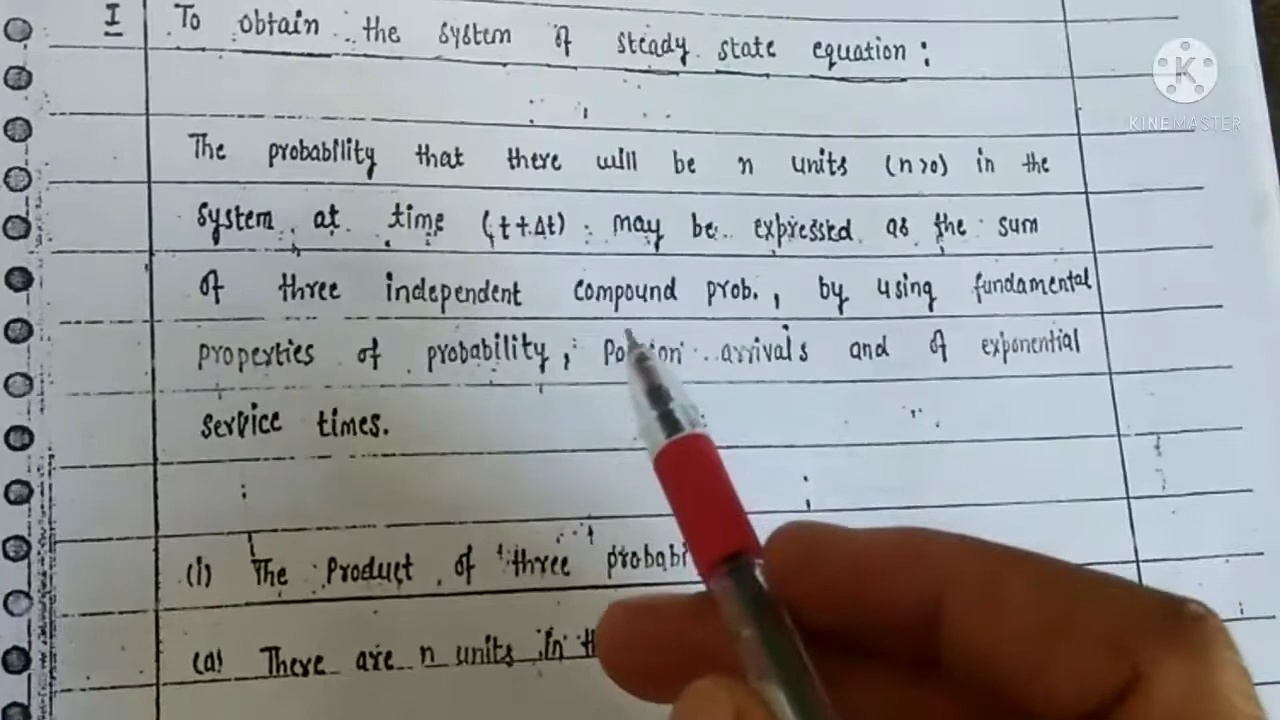 I To obtain the system of steady state equation :
KINEMASTER
The probability that there will be n units (n>0) in the
system at time (t+Δt) may be expressed as the sum
of three independent compound prob., by using fundamental
properties of probability, arrivals and of exponential
service times.
(i) The Product of three
(a) There are n units in